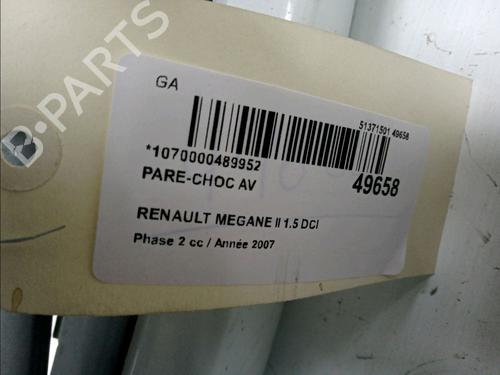 GA
51371501 49658
*1070000489952
PARE-CHOC AV
49658
RENAULT MEGANE II 1.5 DCI
Phase 2 cc / Année 2007
B-PARTS